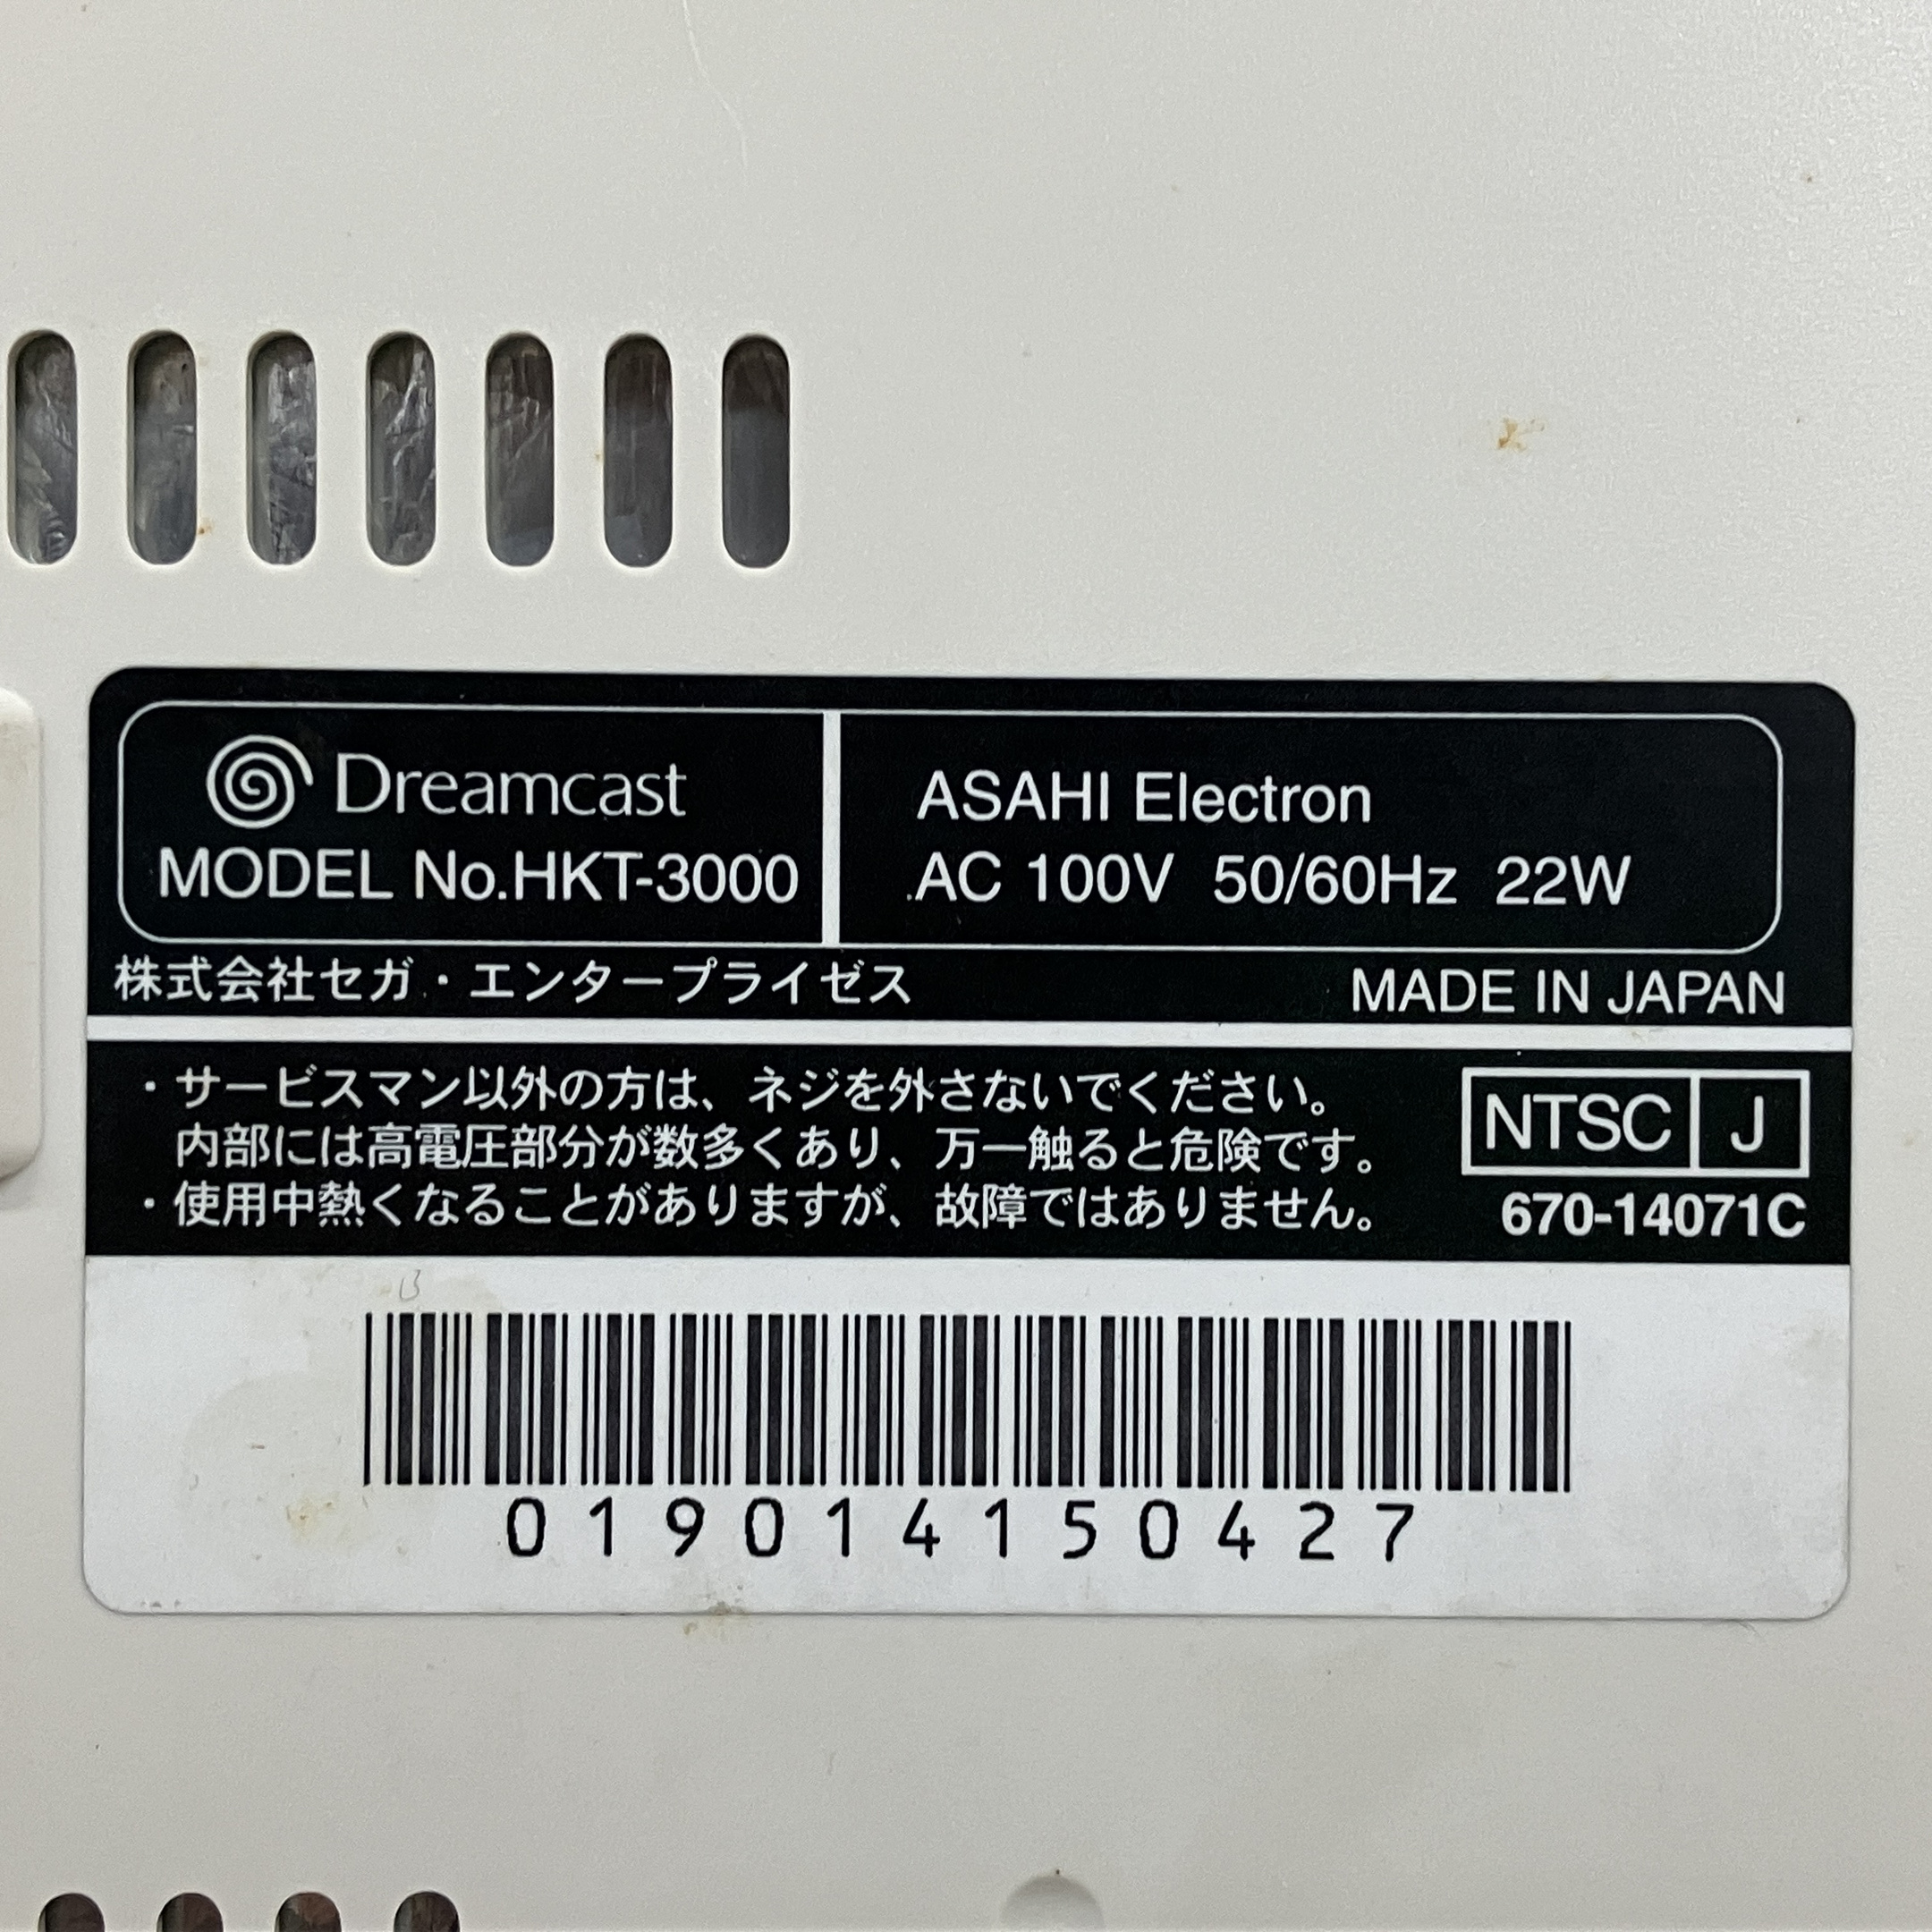 Dreamcast
MODEL No.HKT-3000
ASAHI Electron
AC 100V 50/60Hz 22W
株式会社セガ・エンタープライゼス
MADE IN JAPAN
・サービスマン以外の方は、ネジを外さないでください。
内部には高電圧部分が数多くあり、万一触ると危険です。
・使用中熱くなることがありますが、故障ではありません。
NTSC J
670-14071C
019014150427